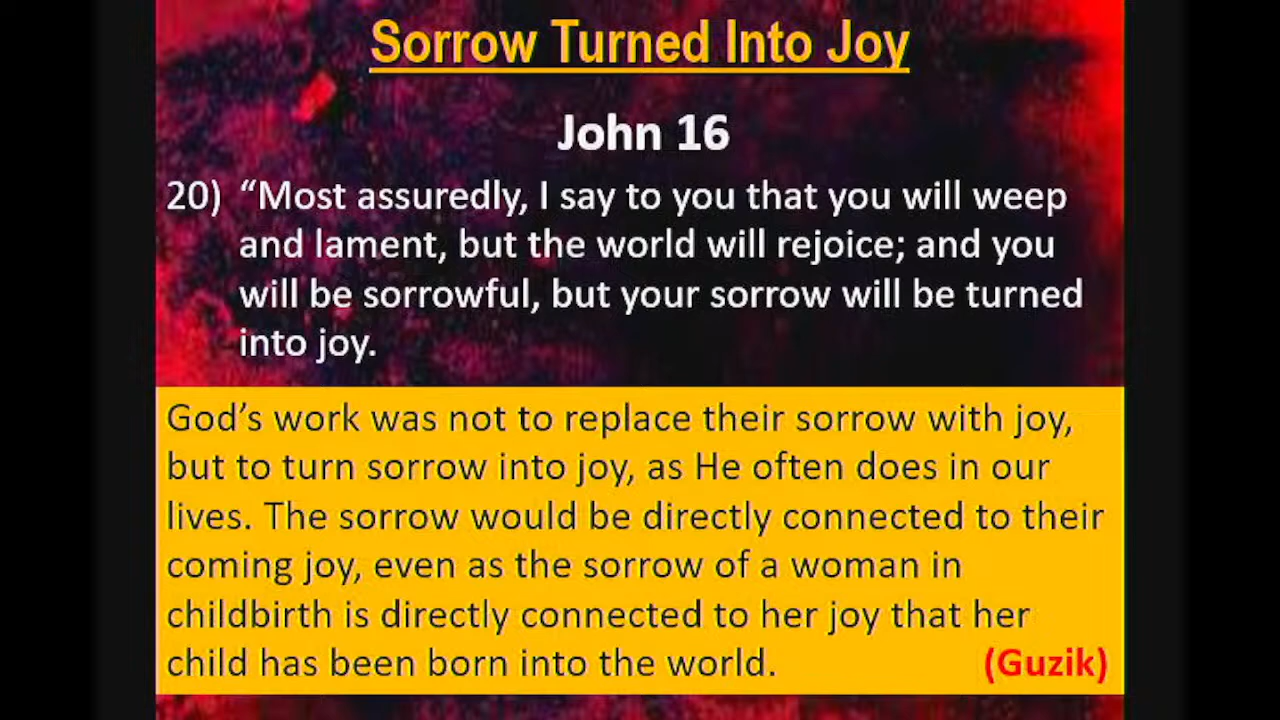 Sorrow Turned Into Joy
John 16
20) “Most assuredly, I say to you that you will weep
and lament, but the world will rejoice; and you
will be sorrowful, but your sorrow will be turned
into joy.
God’s work was not to replace their sorrow with joy,
but to turn sorrow into joy, as He often does in our
lives. The sorrow would be directly connected to their
coming joy, even as the sorrow of a woman in
childbirth is directly connected to her joy that her
child has been born into the world. (Guzik)